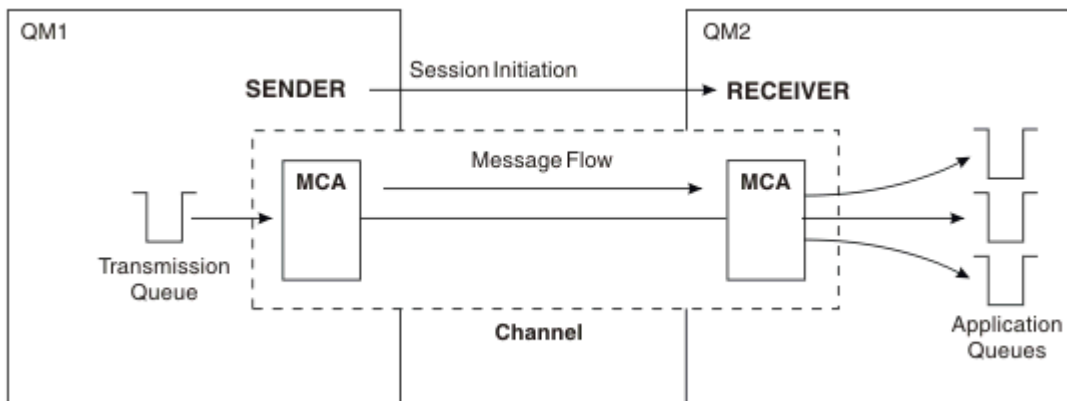 QM1
QM2
Session Initiation
SENDER
RECEIVER
Message Flow
MCA
MCA
Transmission
Queue
Channel
Application
Queues